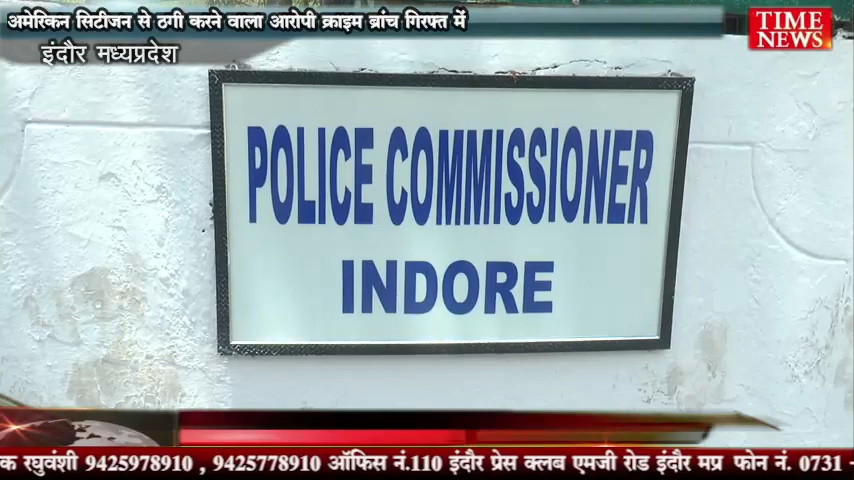 अमेरिकन सिटीजन से ठगी करने वाला आरोपी क्राइम ब्रांच गिरफ्त में
TIME
NEWS
इंदौर मध्यप्रदेश
POLICE COMMISSIONER
INDORE
क रघुवंशी 9425978910 , 9425778910 ऑफिस नं.110 इंदौर प्रेस क्लब एमजी रोड इंदौर मप्र फोन नं. 0731 -